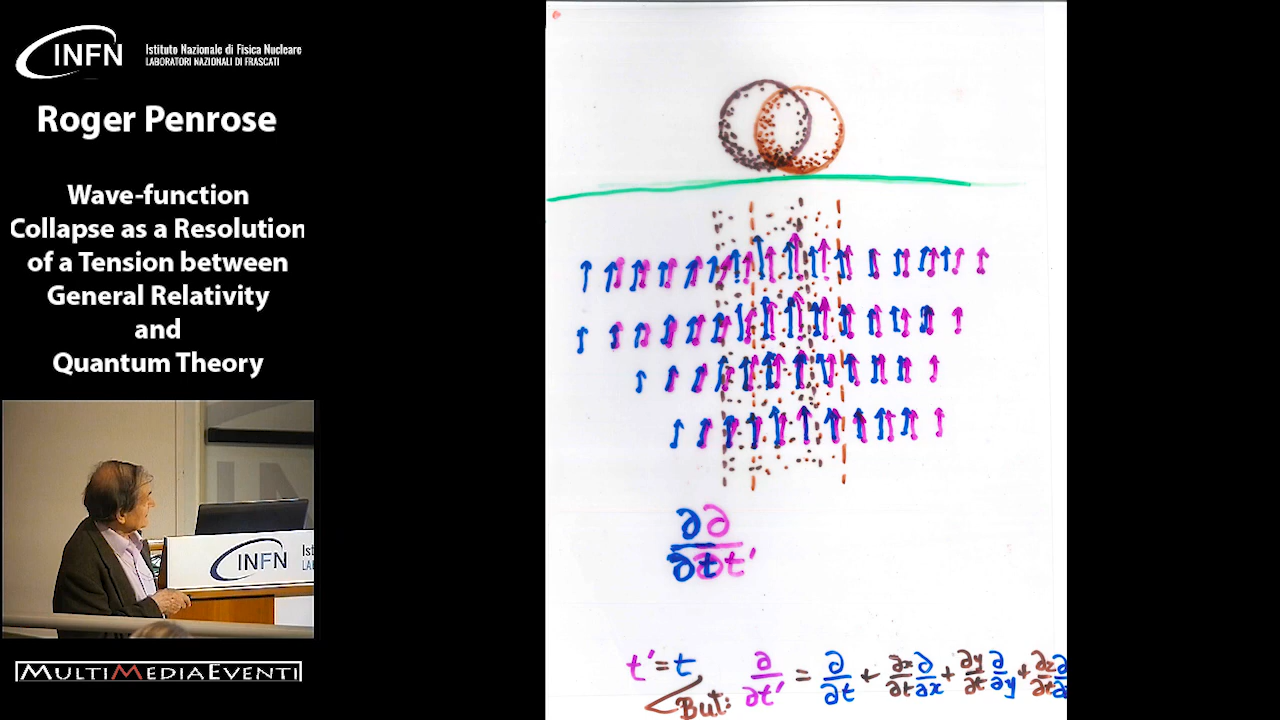 INFN
Istituto Nazionale di Fisica Nucleare
LABORATORI NAZIONALI DI FRASCATI
Roger Penrose
Wave-function
Collapse as a Resolution
of a Tension between
General Relativity
and
Quantum Theory
INFN
MULTIMEDIAEVENTI
∂/∂t ∂/∂t'
t' = t
But: ∂/∂t' = ∂/∂t + ∂x/∂t ∂/∂x + ∂y/∂t ∂/∂y + ∂z/∂t